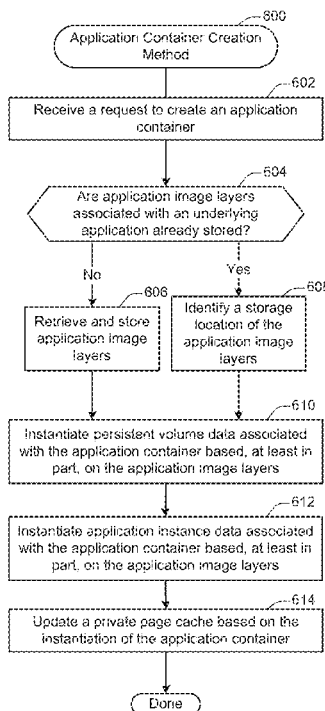 600
Application Container Creation
Method
602
Receive a request to create an application
container
604
Are application image layers
associated with an underlying
application already stored?
No
Yes
606
Retrieve and store
application image
layers
608
Identify a storage
location of the
application image
layers
610
Instantiate persistent volume data associated
with the application container based, at least in
part, on the application image layers
612
Instantiate application instance data associated
with the application container based, at least in
part, on the application image layers
614
Update a private page cache based on the
instantiation of the application container
Done